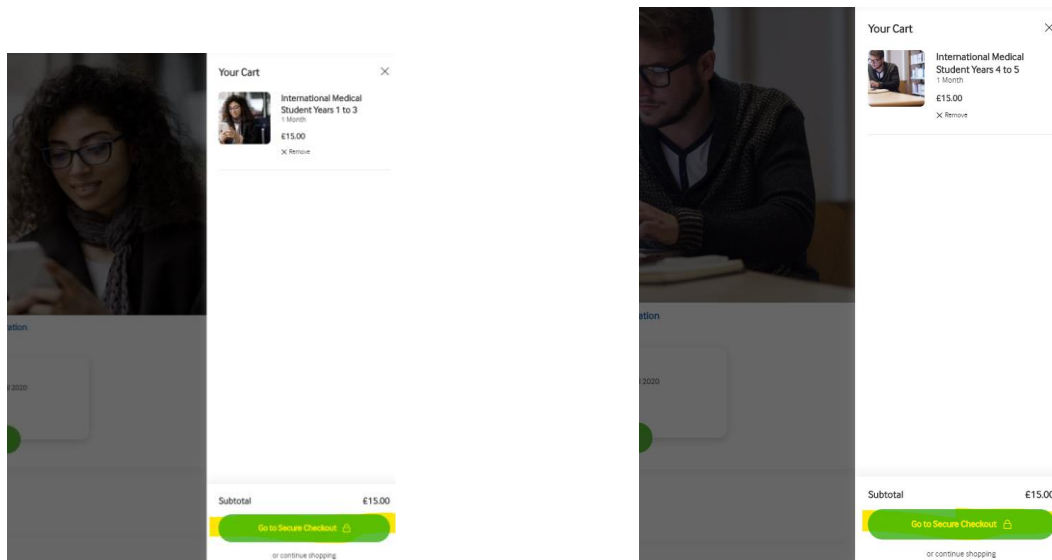 Your Cart
International Medical
Student Years 1 to 3
1 Month
£15.00
Remove
ation
2020
Subtotal £15.00
Go to Secure Checkout
or continue shopping
Your Cart
International Medical
Student Years 4 to 5
1 Month
£15.00
Remove
ation
2020
Subtotal £15.00
Go to Secure Checkout
or continue shopping